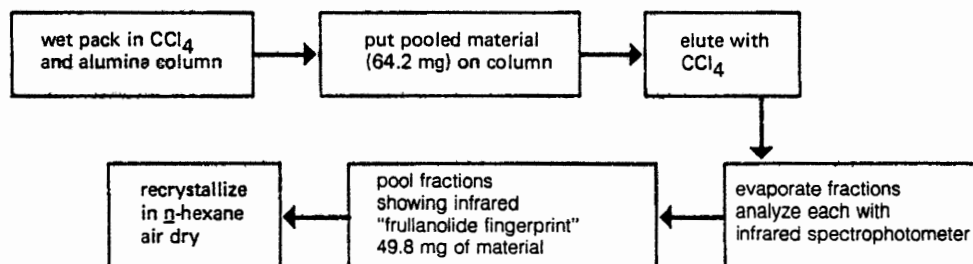 wet pack in CCl4
and alumina column
put pooled material
(64.2 mg) on column
elute with
CCl4
evaporate fractions
analyze each with
infrared spectrophotometer
pool fractions
showing infrared
"frullanolide fingerprint"
49.8 mg of material
recrystallize
in n-hexane
air dry